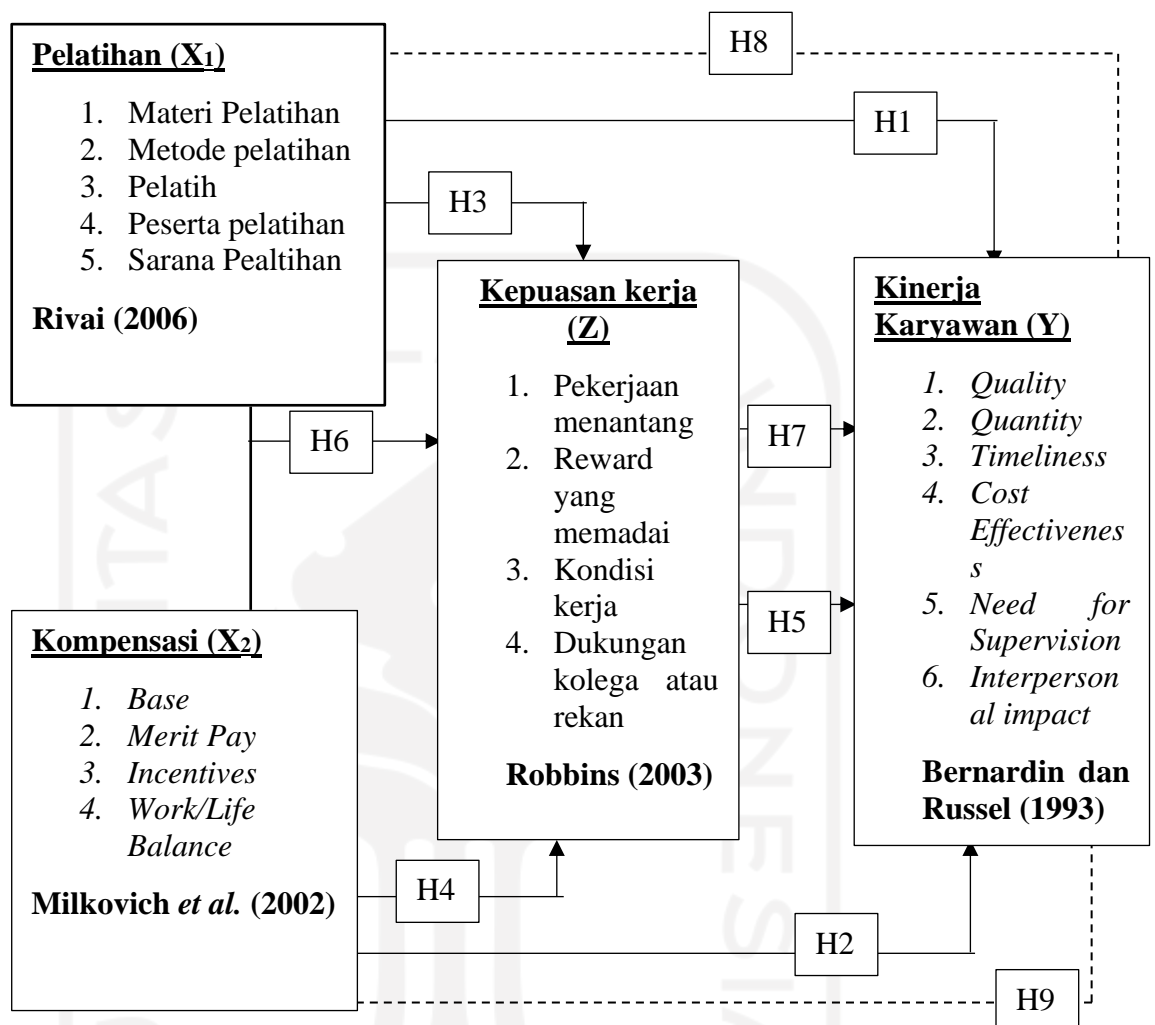 H8
Pelatihan (X1)
1. Materi Pelatihan
2. Metode pelatihan
3. Pelatih
4. Peserta pelatihan
5. Sarana Pealtihan
Rivai (2006)
H1
H3
Kepuasan kerja
(Z)
1. Pekerjaan
menantang
2. Reward
yang
memadai
3. Kondisi
kerja
4. Dukungan
kolega atau
rekan
Robbins (2003)
Kinerja
Karyawan (Y)
1. Quality
2. Quantity
3. Timeliness
4. Cost
Effectivenes
s
5. Need for
Supervision
6. Interperson
al impact
Bernardin dan
Russel (1993)
H6
H7
H5
Kompensasi (X2)
1. Base
2. Merit Pay
3. Incentives
4. Work/Life
Balance
Milkovich et al. (2002)
H4
H2
H9